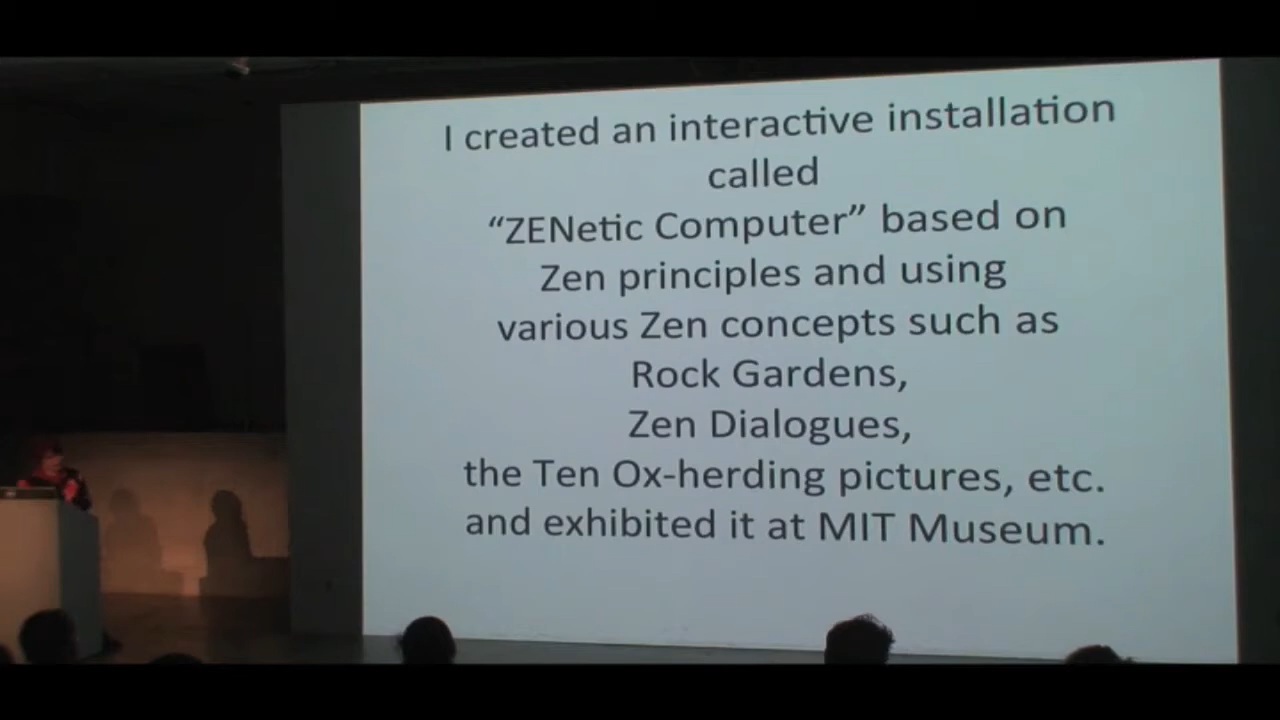 I created an interactive installation
called
“ZENetic Computer” based on
Zen principles and using
various Zen concepts such as
Rock Gardens,
Zen Dialogues,
the Ten Ox-herding pictures, etc.
and exhibited it at MIT Museum.